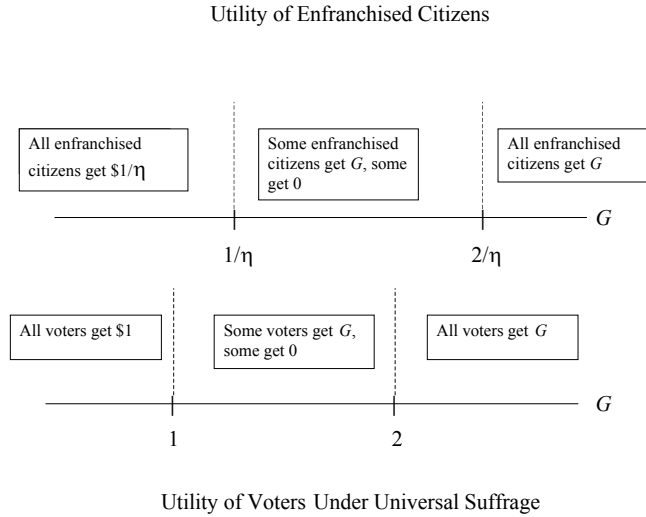 Utility of Enfranchised Citizens
All enfranchised
citizens get $1/η
Some enfranchised
citizens get G, some
get 0
All enfranchised
citizens get G
G
1/η
2/η
All voters get $1
Some voters get G,
some get 0
All voters get G
G
1
2
Utility of Voters Under Universal Suffrage